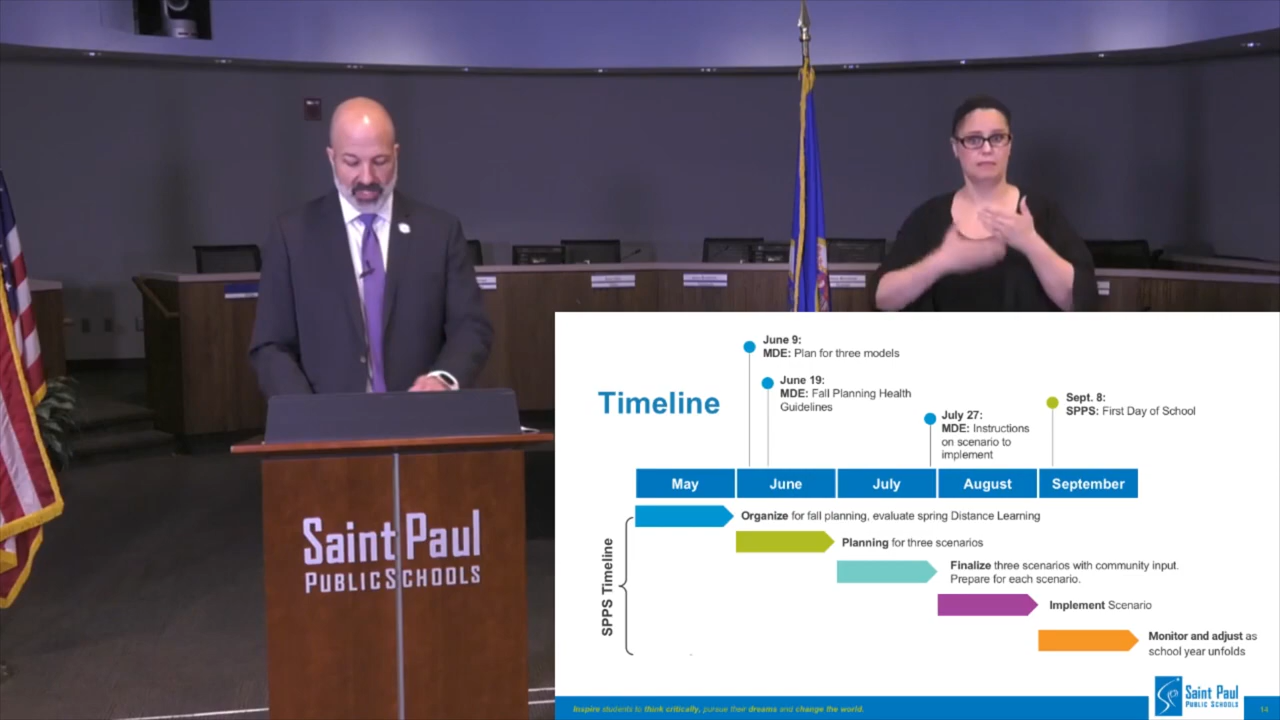 Saint Paul
PUBLIC SCHOOLS
Timeline
June 9:
MDE: Plan for three models
June 19:
MDE: Fall Planning Health
Guidelines
July 27:
MDE: Instructions
on scenario to
implement
Sept. 8:
SPPS: First Day of School
May
June
July
August
September
SPPS Timeline
Organize for fall planning, evaluate spring Distance Learning
Planning for three scenarios
Finalize three scenarios with community input.
Prepare for each scenario.
Implement Scenario
Monitor and adjust as
school year unfolds
Inspire students to think critically, pursue their dreams and change the world.
Saint Paul
PUBLIC SCHOOLS
14